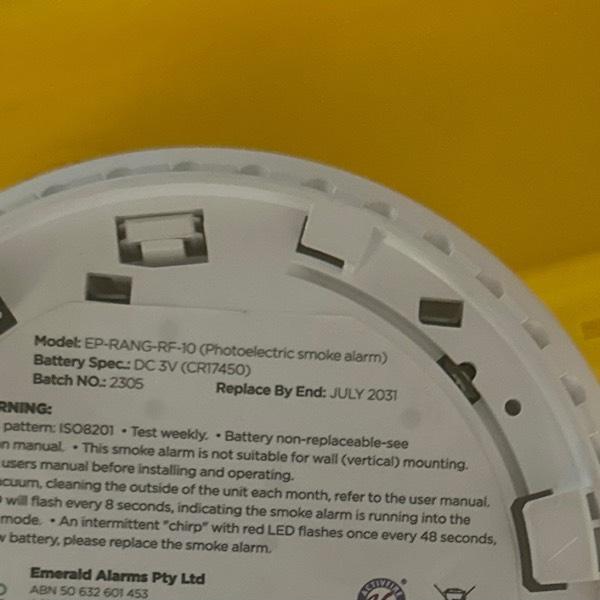 Model: EP-RANG-RF-10 (Photoelectric smoke alarm)
Battery Spec.: DC 3V (CR17450)
Batch NO.: 2305
Replace By End: JULY 2031
RNING:
pattern: ISO8201 • Test weekly. • Battery non-replaceable-see
n manual. • This smoke alarm is not suitable for wall (vertical) mounting.
users manual before installing and operating.
acuum, cleaning the outside of the unit each month, refer to the user manual.
will flash every 8 seconds, indicating the smoke alarm is running into the
mode. • An intermittent "chirp" with red LED flashes once every 48 seconds,
w battery, please replace the smoke alarm.
Emerald Alarms Pty Ltd
ABN 50 632 601 453
ACTIVFIRE